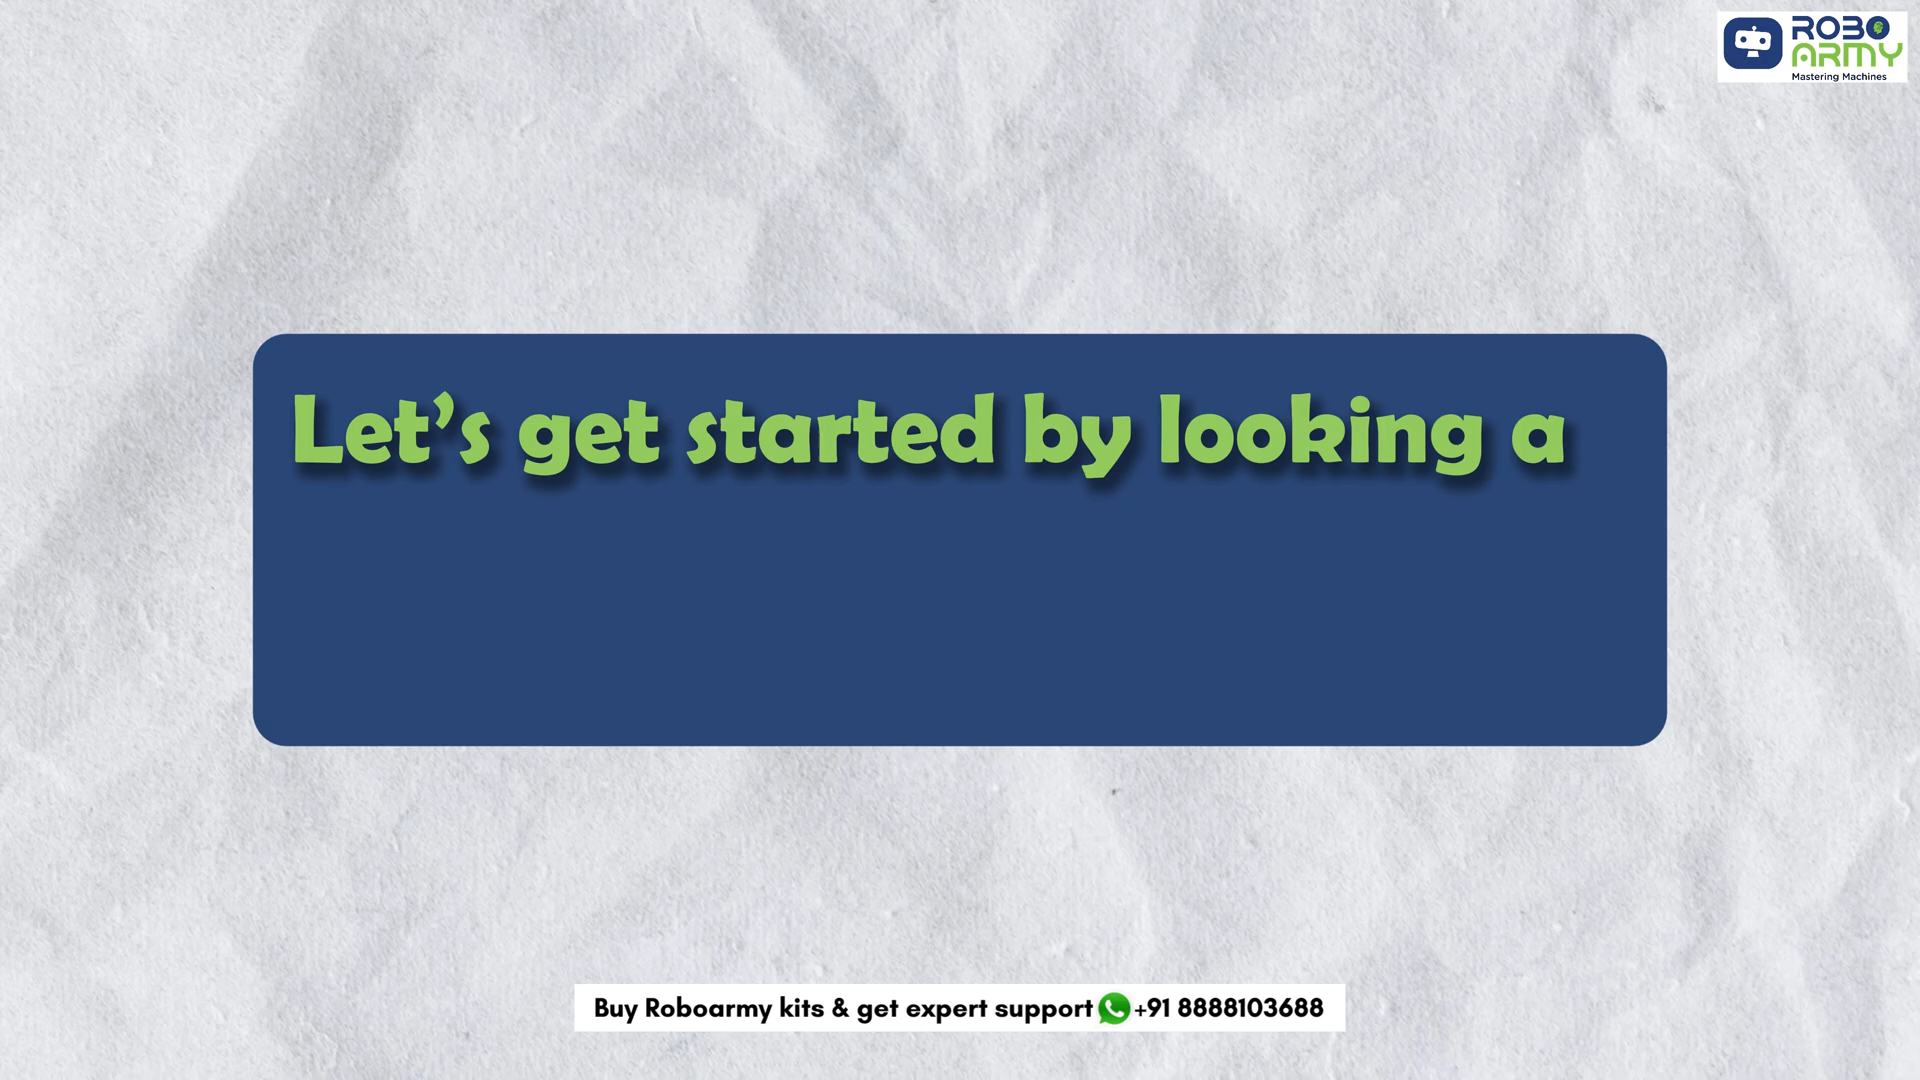 ROBO
ARMY
Mastering Machines
Let’s get started by looking a
Buy Roboarmy kits & get expert support +91 8888103688